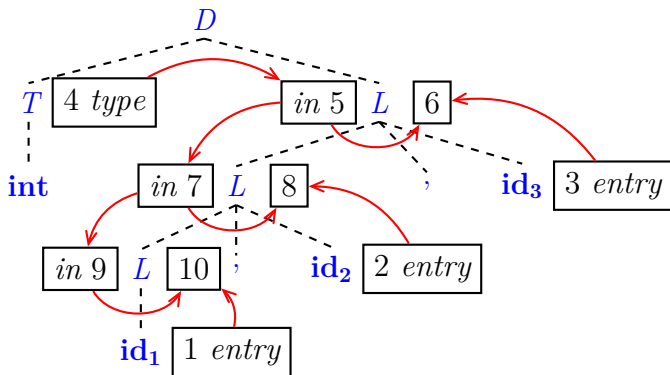 D
T 4 type in 5 L 6
int in 7 L 8 , id3 3 entry
in 9 L 10 , id2 2 entry
id1 1 entry